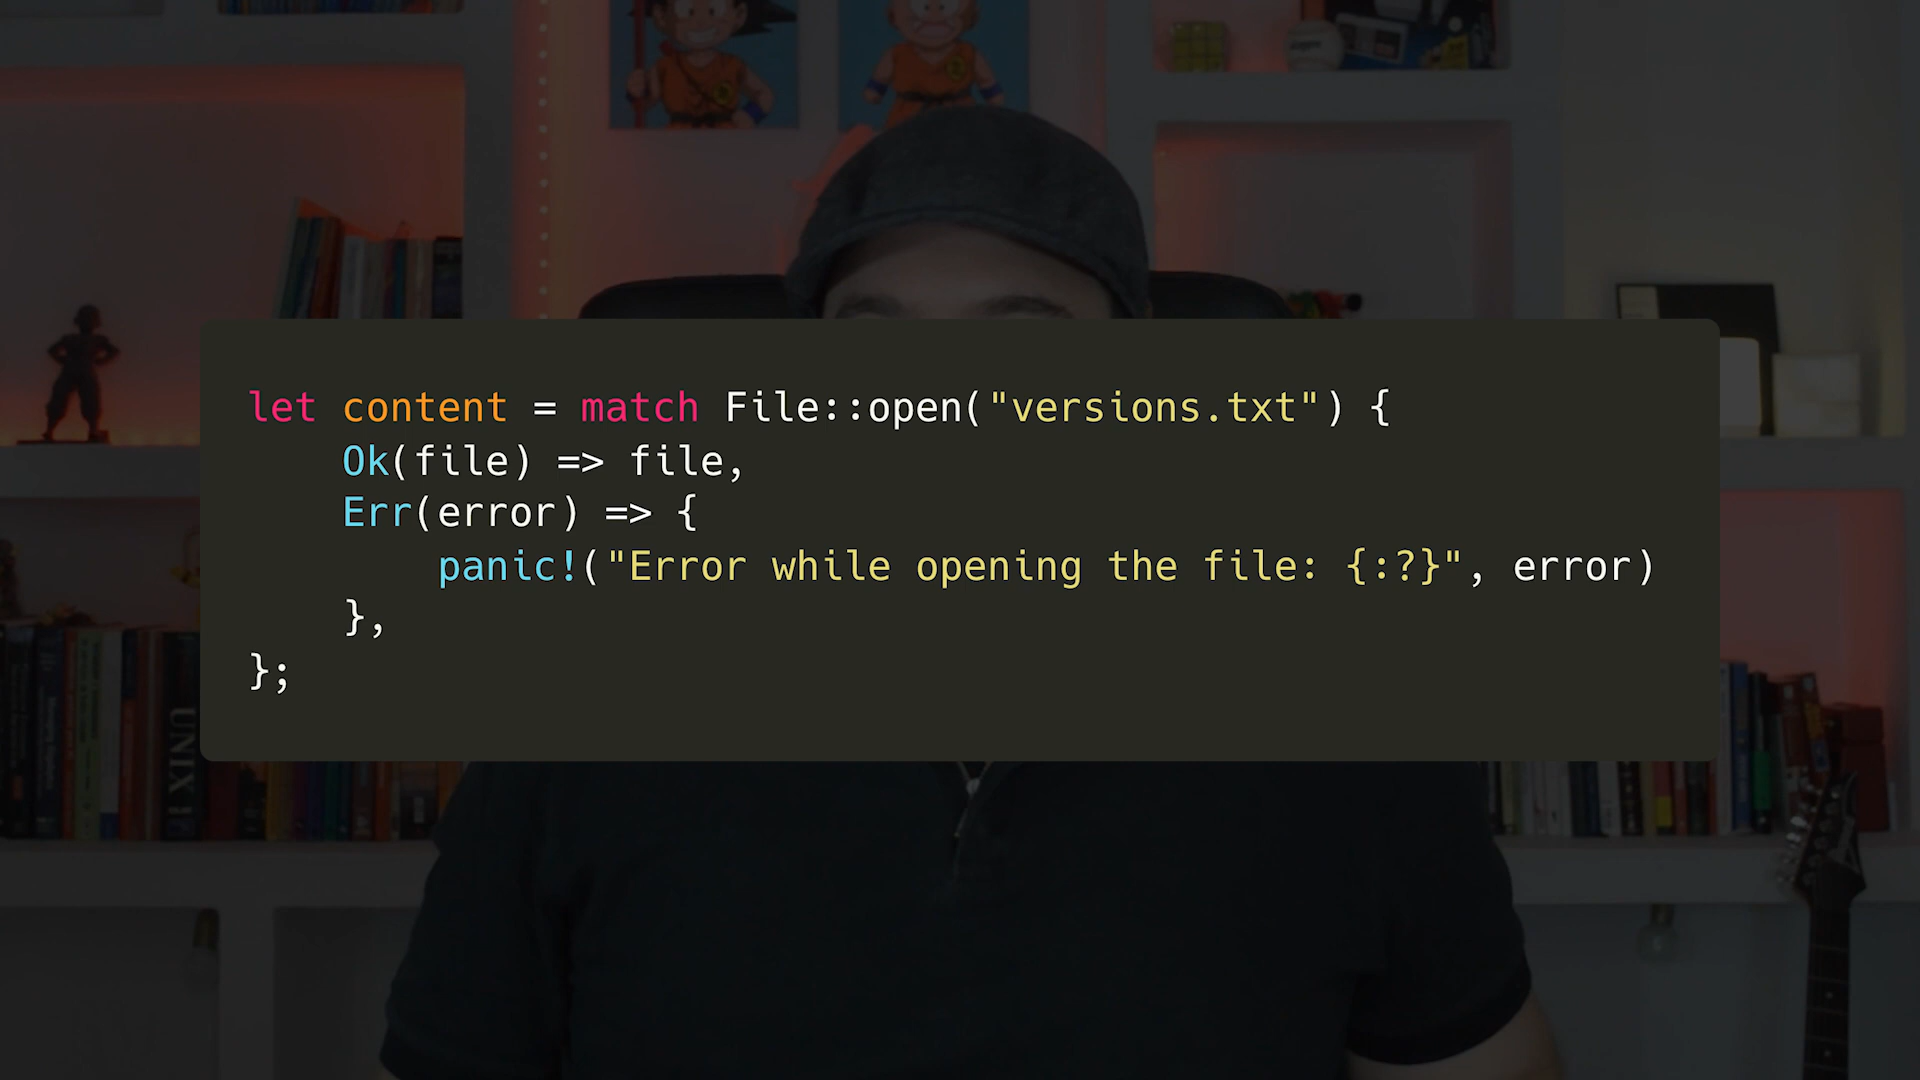 let content = match File::open("versions.txt") {
    Ok(file) => file,
    Err(error) => {
        panic!("Error while opening the file: {:?}", error)
    },
};
UNIX